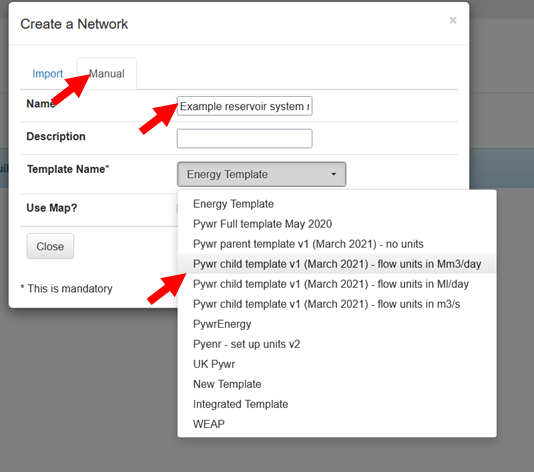 Create a Network
×
Import
Manual
Name
Example reservoir system r
Description
Template Name*
Energy Template
Use Map?
Energy Template
Pywr Full template May 2020
Pywr parent template v1 (March 2021) - no units
Pywr child template v1 (March 2021) - flow units in Mm3/day
Pywr child template v1 (March 2021) - flow units in Ml/day
Pywr child template v1 (March 2021) - flow units in m3/s
PywrEnergy
Pyenr - set up units v2
UK Pywr
New Template
Integrated Template
WEAP
Close
* This is mandatory